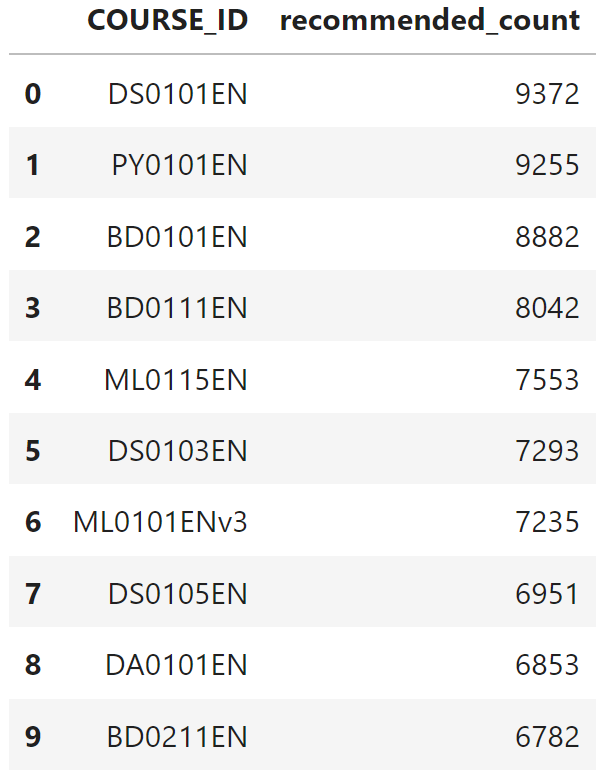 COURSE_ID recommended_count
0 DS0101EN 9372
1 PY0101EN 9255
2 BD0101EN 8882
3 BD0111EN 8042
4 ML0115EN 7553
5 DS0103EN 7293
6 ML0101ENv3 7235
7 DS0105EN 6951
8 DA0101EN 6853
9 BD0211EN 6782